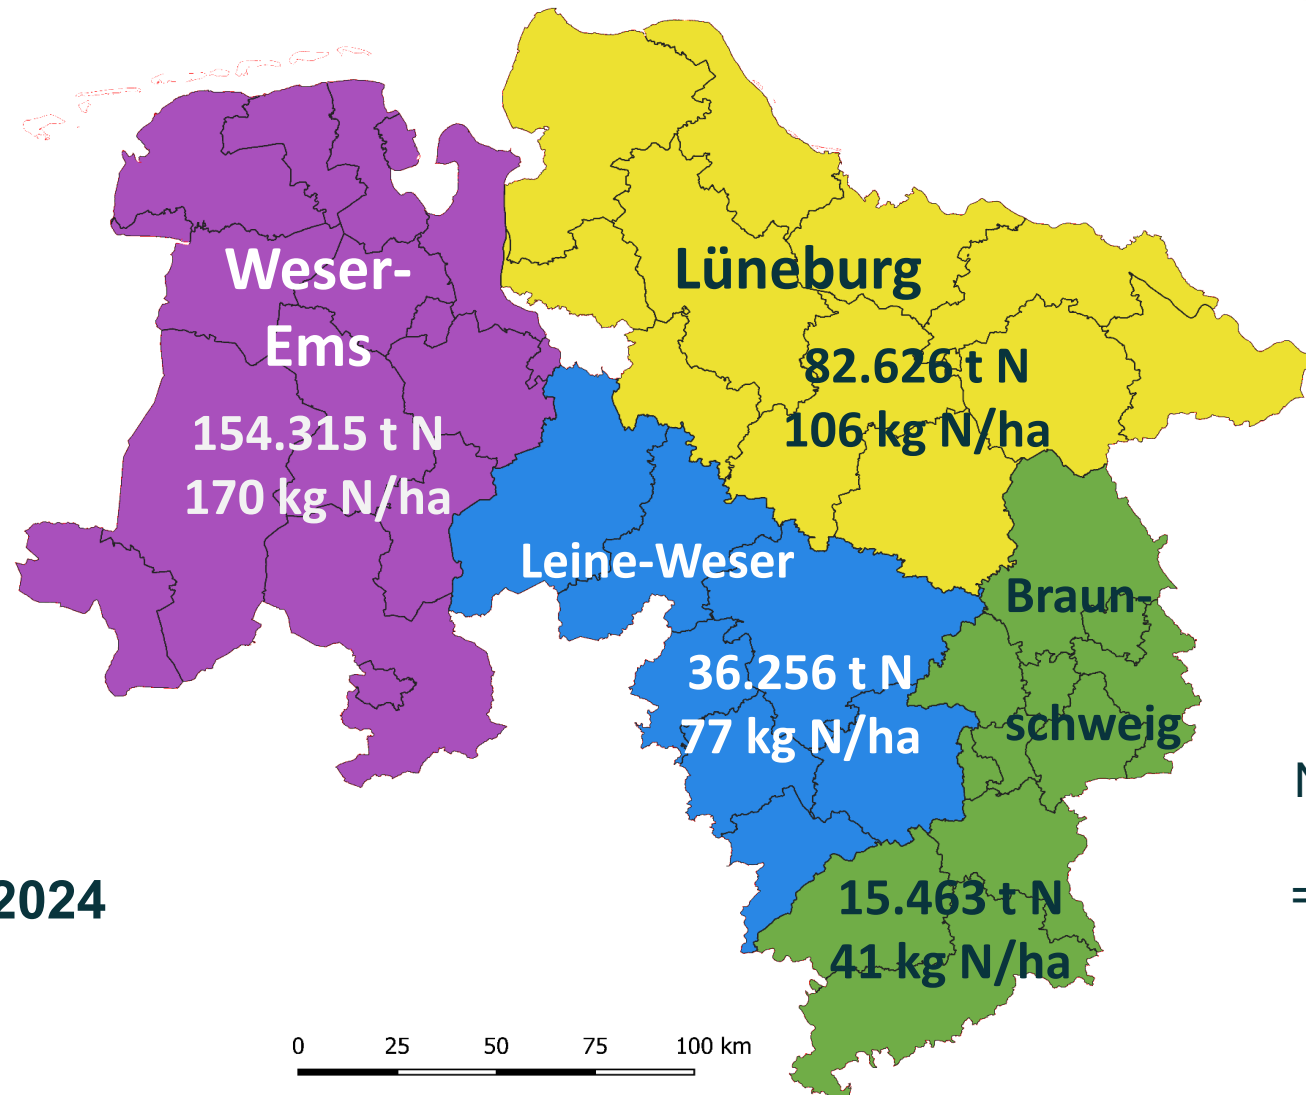 Weser-
Ems
154.315 t N
170 kg N/ha
Lüneburg
82.626 t N
106 kg N/ha
Leine-Weser
36.256 t N
77 kg N/ha
Braun-
schweig
15.463 t N
41 kg N/ha
N
=
2024
0 25 50 75 100 km